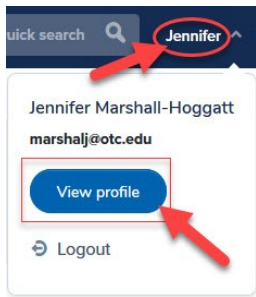 uick search Jennifer
Jennifer Marshall-Hoggatt
marshalj@otc.edu
View profile
Logout